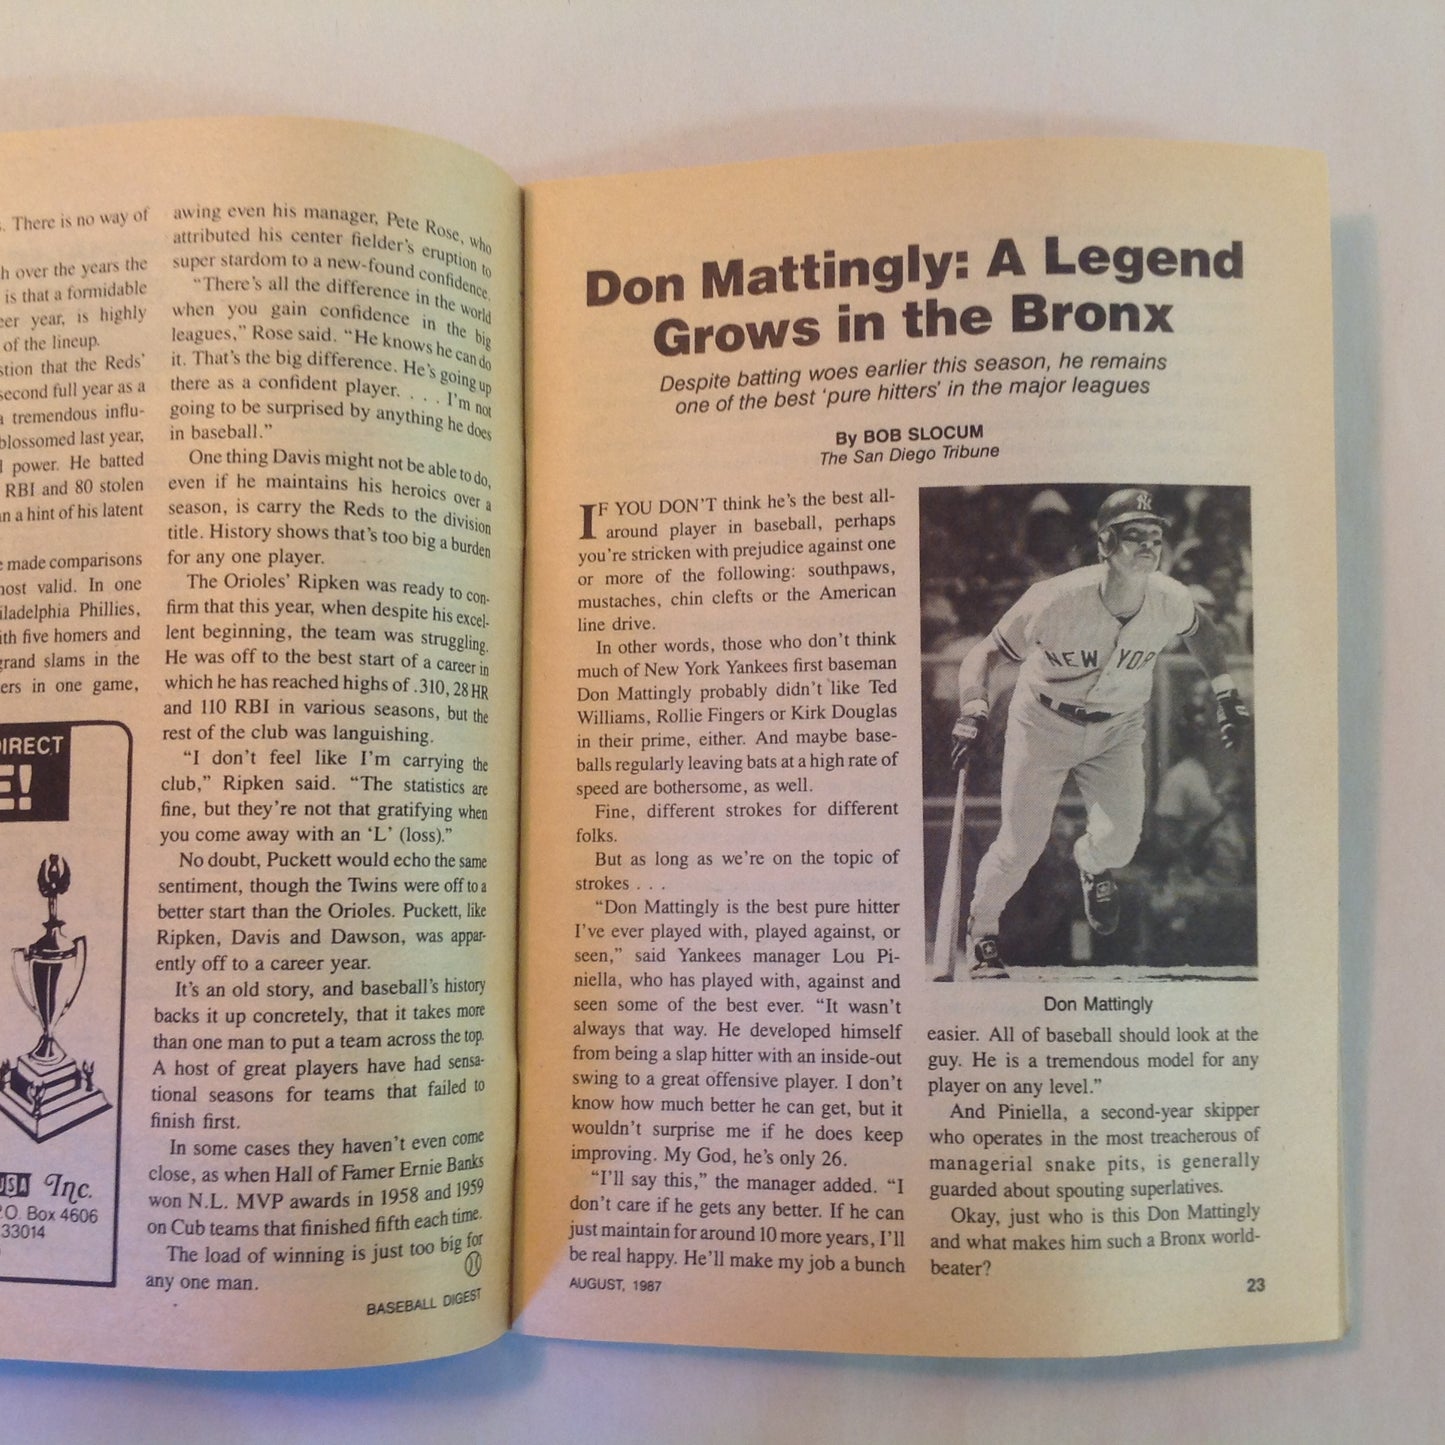 . There is no way of
h over the years the
is that a formidable
eer year, is highly
of the lineup.
stion that the Reds'
second full year as a
a tremendous influ-
blossomed last year,
power. He batted
RBI and 80 stolen
an a hint of his latent
made comparisons
most valid. In one
iladelphia Phillies,
ith five homers and
grand slams in the
ers in one game,
DIRECT
E!
USA Inc.
P.O. Box 4606
33014
awing even his manager, Pete Rose, who
attributed his center fielder's eruption to
super stardom to a new-found confidence.
"There's all the difference in the world
when you gain confidence in the big
leagues," Rose said. "He knows he can do
it. That's the big difference. He's going up
there as a confident player. . . . I'm not
going to be surprised by anything he does
in baseball."
One thing Davis might not be able to do,
even if he maintains his heroics over a
season, is carry the Reds to the division
title. History shows that's too big a burden
for any one player.
The Orioles' Ripken was ready to con-
firm that this year, when despite his excel-
lent beginning, the team was struggling.
He was off to the best start of a career in
which he has reached highs of .310, 28 HR
and 110 RBI in various seasons, but the
rest of the club was languishing.
"I don't feel like I'm carrying the
club," Ripken said. "The statistics are
fine, but they're not that gratifying when
you come away with an 'L' (loss)."
No doubt, Puckett would echo the same
sentiment, though the Twins were off to a
better start than the Orioles. Puckett, like
Ripken, Davis and Dawson, was appar-
ently off to a career year.
It's an old story, and baseball's history
backs it up concretely, that it takes more
than one man to put a team across the top.
A host of great players have had sensa-
tional seasons for teams that failed to
finish first.
In some cases they haven't even come
close, as when Hall of Famer Ernie Banks
won N.L. MVP awards in 1958 and 1959
on Cub teams that finished fifth each time.
The load of winning is just too big for
any one man.
BASEBALL DIGEST
Don Mattingly: A Legend
Grows in the Bronx
Despite batting woes earlier this season, he remains
one of the best 'pure hitters' in the major leagues
By BOB SLOCUM
The San Diego Tribune
IF YOU DON'T think he's the best all-
around player in baseball, perhaps
you're stricken with prejudice against one
or more of the following: southpaws,
mustaches, chin clefts or the American
line drive.
In other words, those who don't think
much of New York Yankees first baseman
Don Mattingly probably didn't like Ted
Williams, Rollie Fingers or Kirk Douglas
in their prime, either. And maybe base-
balls regularly leaving bats at a high rate of
speed are bothersome, as well.
Fine, different strokes for different
folks.
But as long as we're on the topic of
strokes . . .
"Don Mattingly is the best pure hitter
I've ever played with, played against, or
seen," said Yankees manager Lou Pi-
niella, who has played with, against and
seen some of the best ever. "It wasn't
always that way. He developed himself
from being a slap hitter with an inside-out
swing to a great offensive player. I don't
know how much better he can get, but it
wouldn't surprise me if he does keep
improving. My God, he's only 26.
"I'll say this," the manager added. "I
don't care if he gets any better. If he can
just maintain for around 10 more years, I'll
be real happy. He'll make my job a bunch
NY
NEW YOR
Don Mattingly
easier. All of baseball should look at the
guy. He is a tremendous model for any
player on any level."
And Piniella, a second-year skipper
who operates in the most treacherous of
managerial snake pits, is generally
guarded about spouting superlatives.
Okay, just who is this Don Mattingly
and what makes him such a Bronx world-
beater?
AUGUST, 1987
23